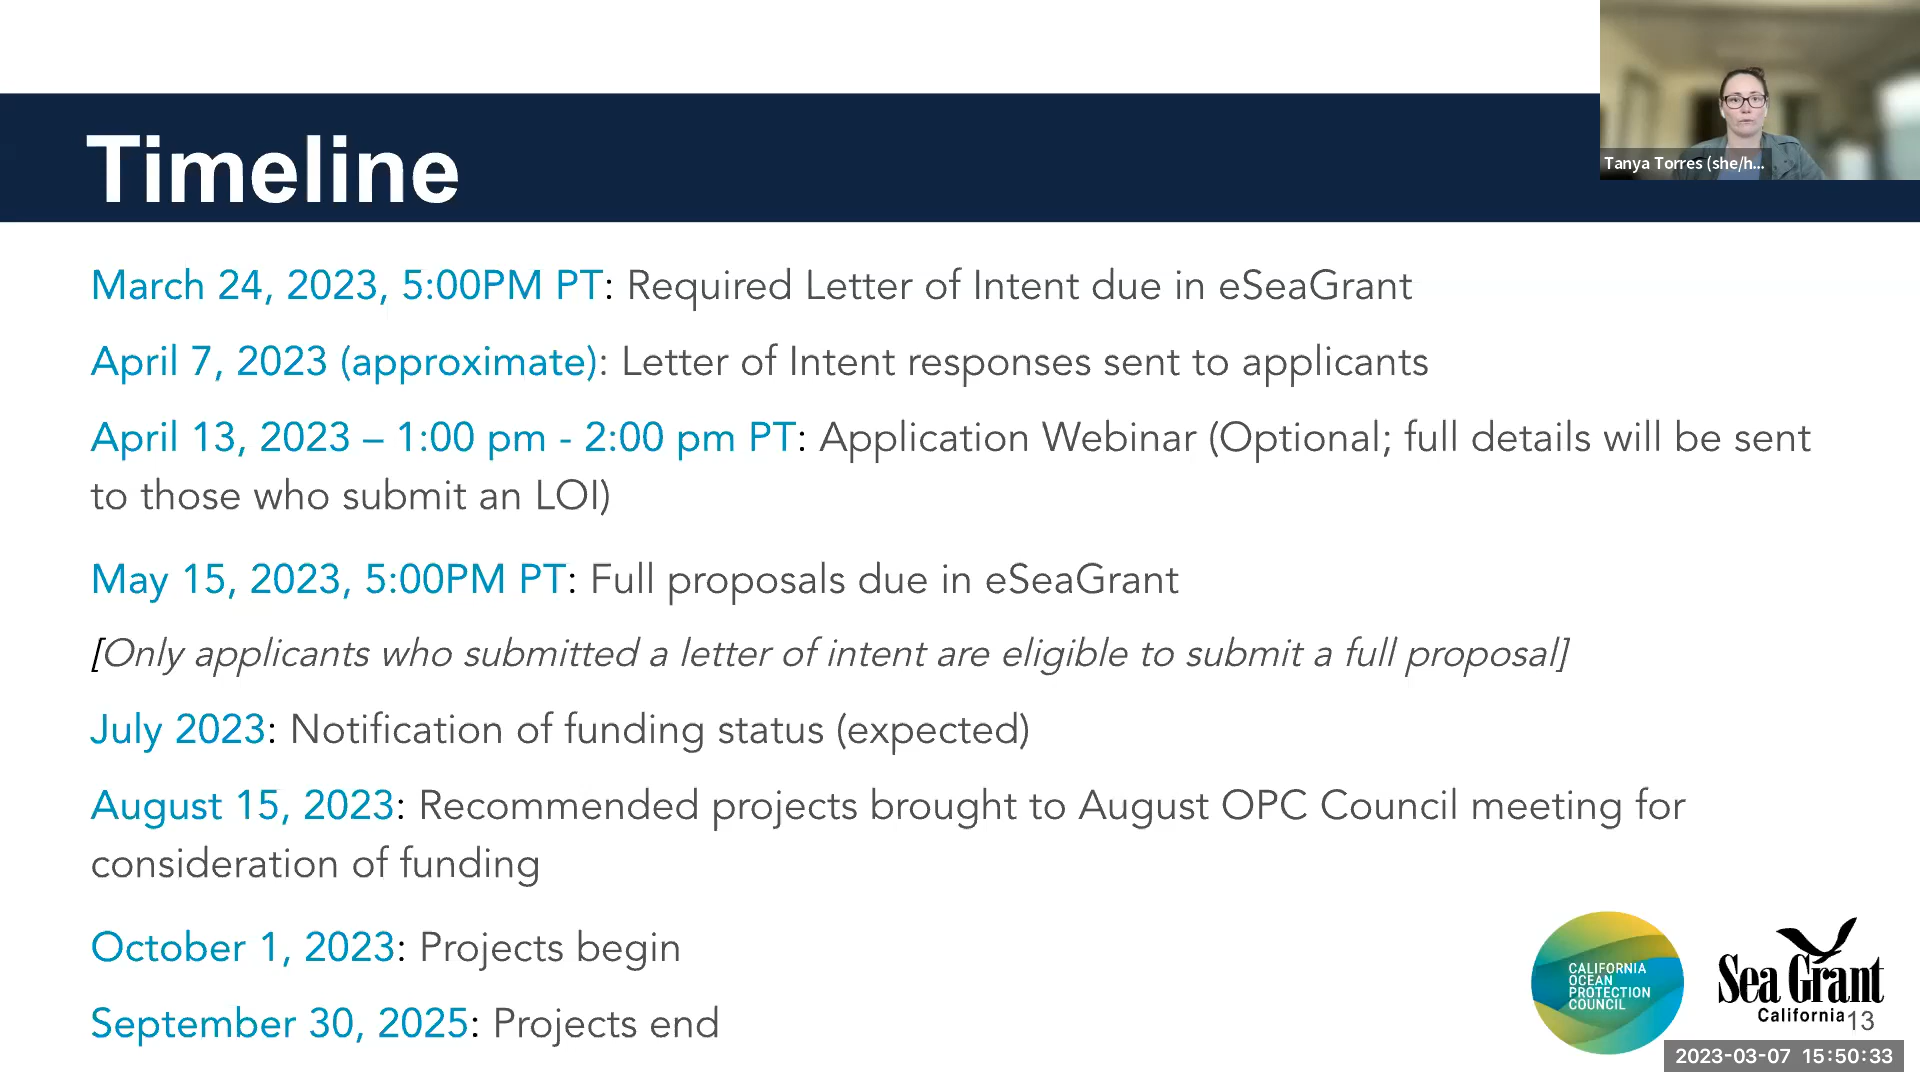 Tanya Torres (she/h...
Timeline
March 24, 2023, 5:00PM PT: Required Letter of Intent due in eSeaGrant
April 7, 2023 (approximate): Letter of Intent responses sent to applicants
April 13, 2023 – 1:00 pm - 2:00 pm PT: Application Webinar (Optional; full details will be sent
to those who submit an LOI)
May 15, 2023, 5:00PM PT: Full proposals due in eSeaGrant
[Only applicants who submitted a letter of intent are eligible to submit a full proposal]
July 2023: Notification of funding status (expected)
August 15, 2023: Recommended projects brought to August OPC Council meeting for
consideration of funding
October 1, 2023: Projects begin
September 30, 2025: Projects end
CALIFORNIA
OCEAN
PROTECTION
COUNCIL
Sea Grant
California
13
2023-03-07 15:50:33